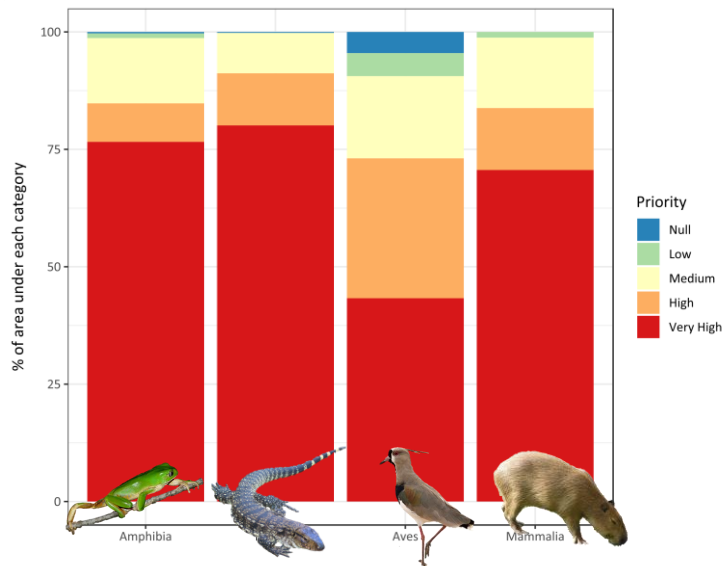 % of area under each category
100
75
50
25
0
Amphibia
Aves
Mammalia
Priority
Null
Low
Medium
High
Very High